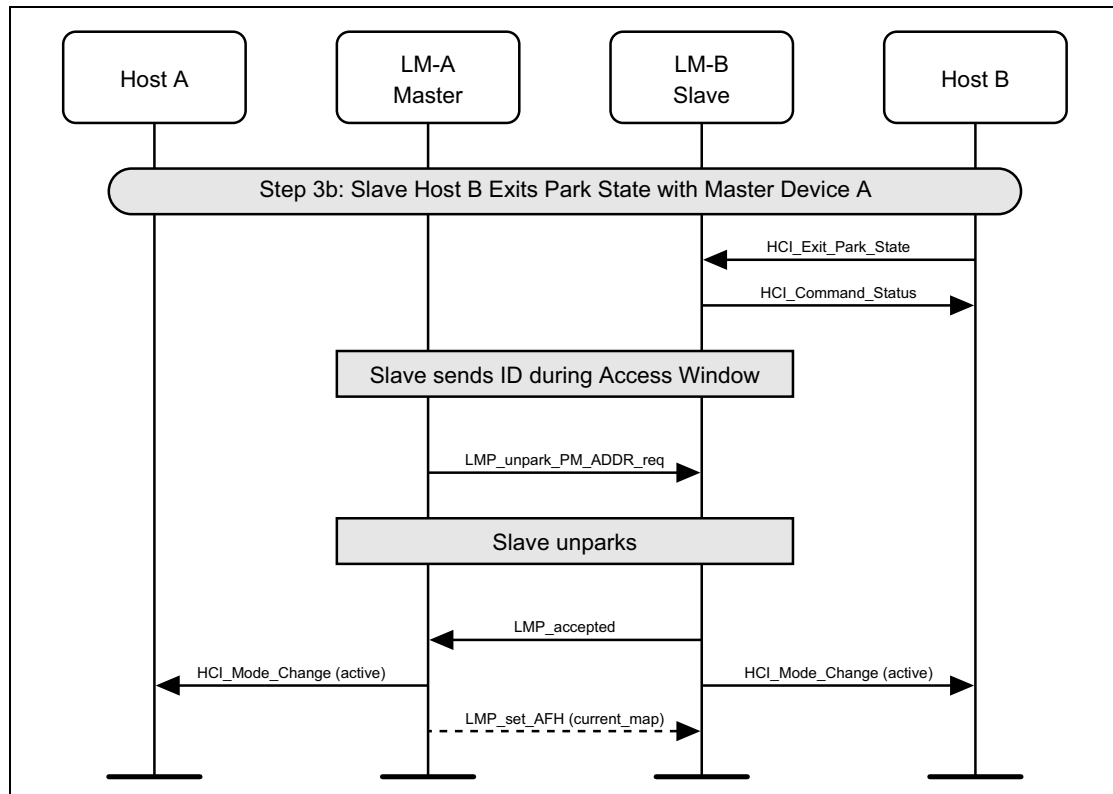 Host A
LM-A
Master
LM-B
Slave
Host B
Step 3b: Slave Host B Exits Park State with Master Device A
HCI_Exit_Park_State
HCI_Command_Status
Slave sends ID during Access Window
LMP_unpark_PM_ADDR_req
Slave unparks
LMP_accepted
HCI_Mode_Change (active)
HCI_Mode_Change (active)
LMP_set_AFH (current_map)